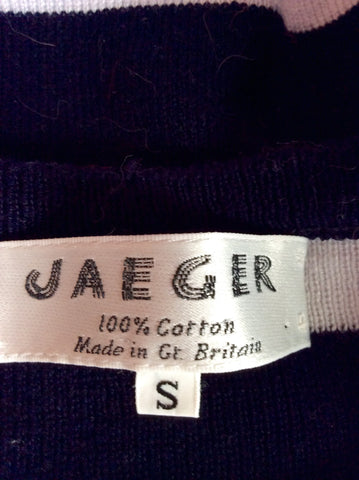 JAEGER
100% Cotton
Made in Gt. Britain
S